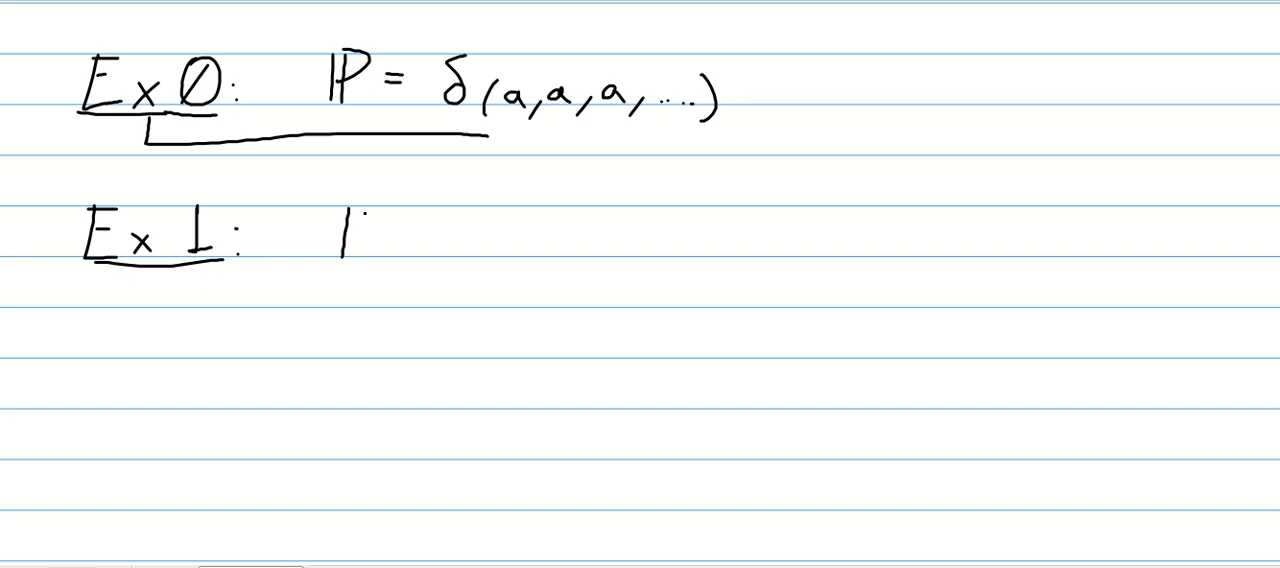 Ex 0: ℙ = δ(a,a,a,....)
Ex 1: